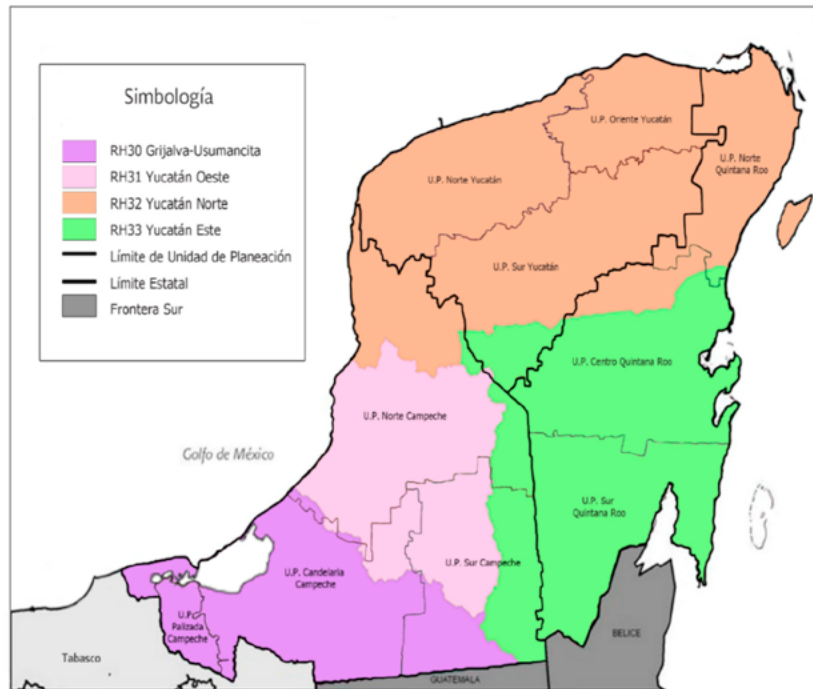 Simbología
RH30 Grijalva-Usumancita
RH31 Yucatán Oeste
RH32 Yucatán Norte
RH33 Yucatán Este
Límite de Unidad de Planeación
Límite Estatal
Frontera Sur
U.P. Oriente Yucatán
U.P. Norte
Quintana Roo
U.P. Norte Yucatán
U.P. Sur Yucatán
U.P. Centro Quintana Roo
U.P. Norte Campeche
Golfo de México
U.P. Sur
Quintana Roo
U.P. Candelaria
Campeche
U.P. Sur Campeche
U.P.
Palizada
Campeche
BELICE
Tabasco
GUATEMALA